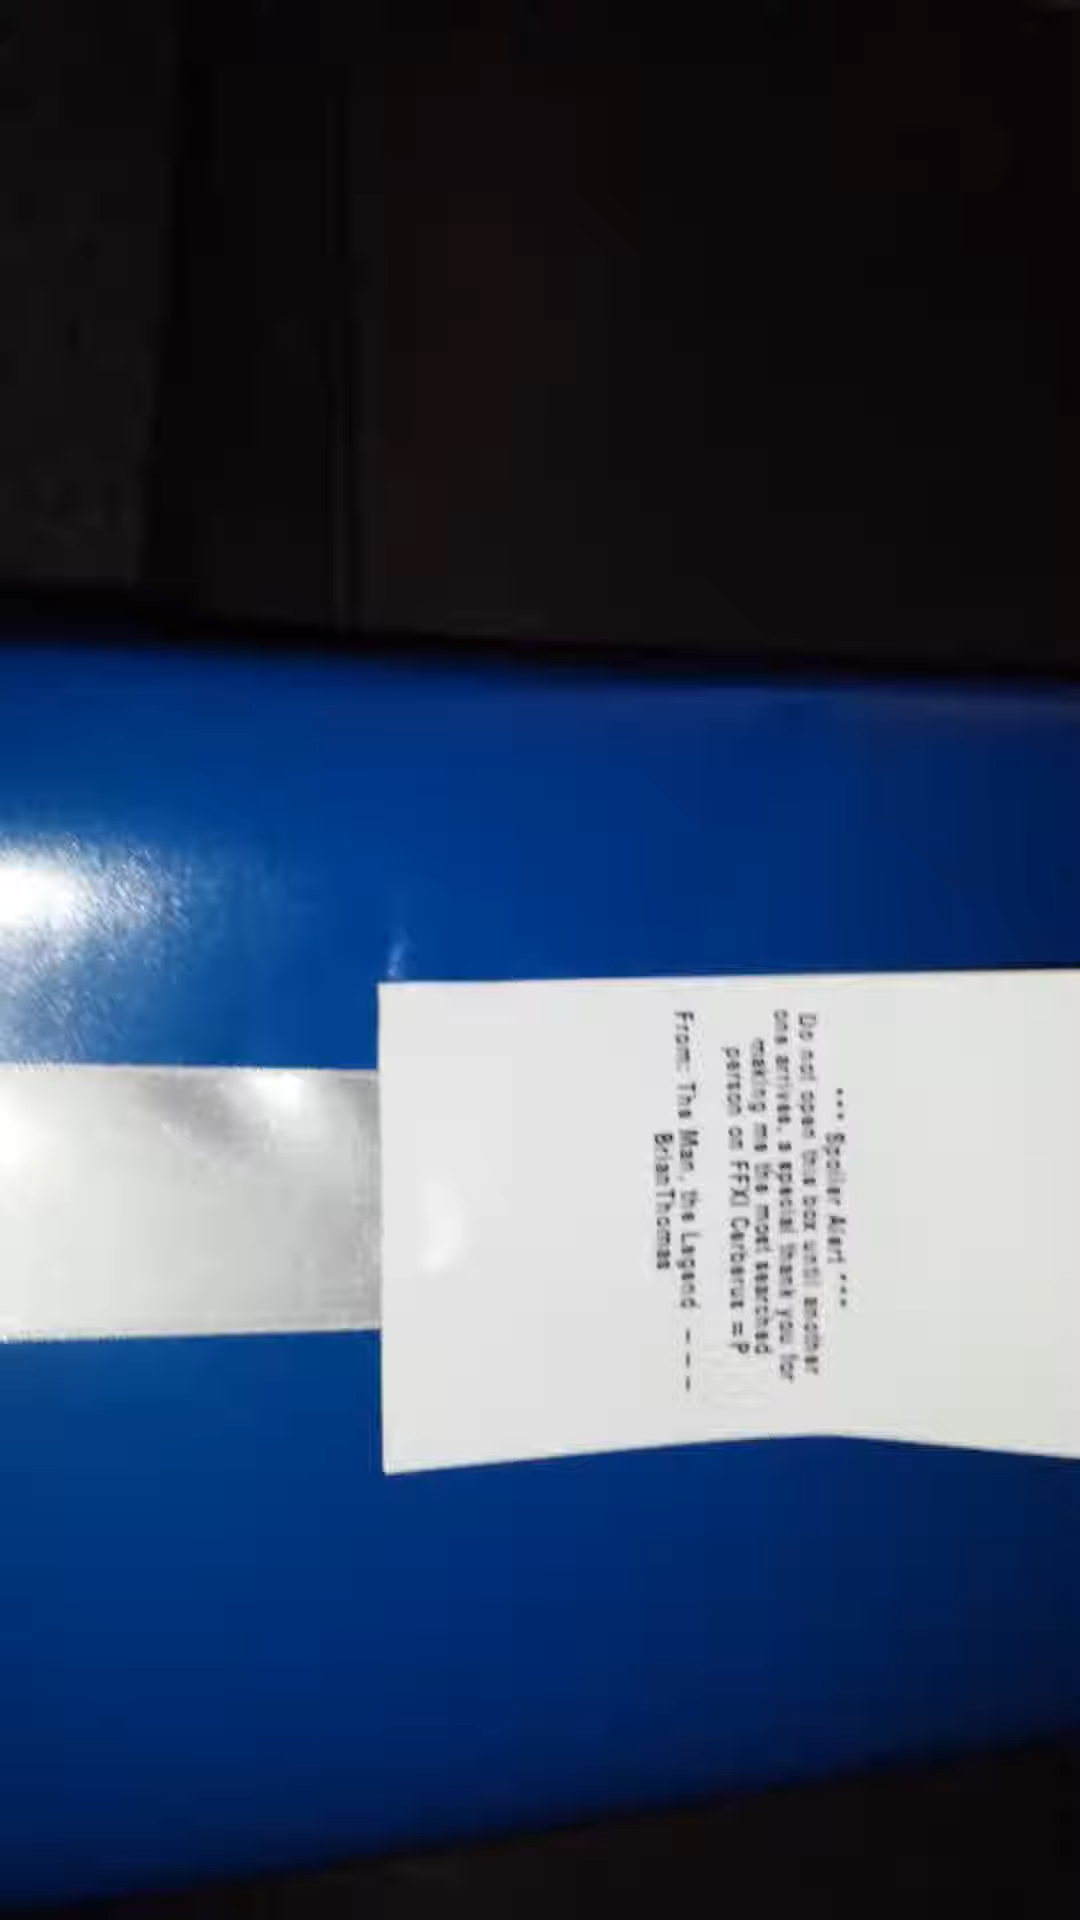 *** Spoiler Alert ***
Do not open this box until another
one arrives, a special thank you for
making me the most searched
person on FFXI Cerberus =P
From: The Man, the Legend - - -
BrianThomas